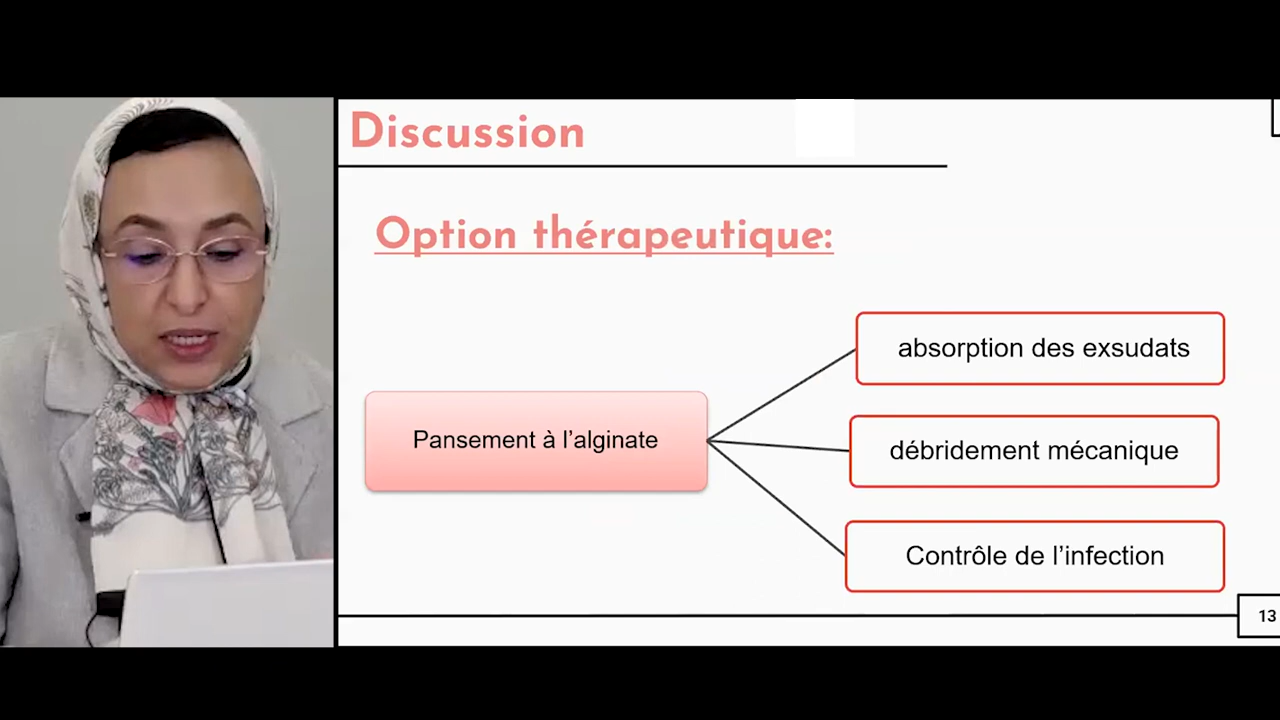 Discussion
Option thérapeutique:
absorption des exsudats
Pansement à l’alginate
débridement mécanique
Contrôle de l’infection
13